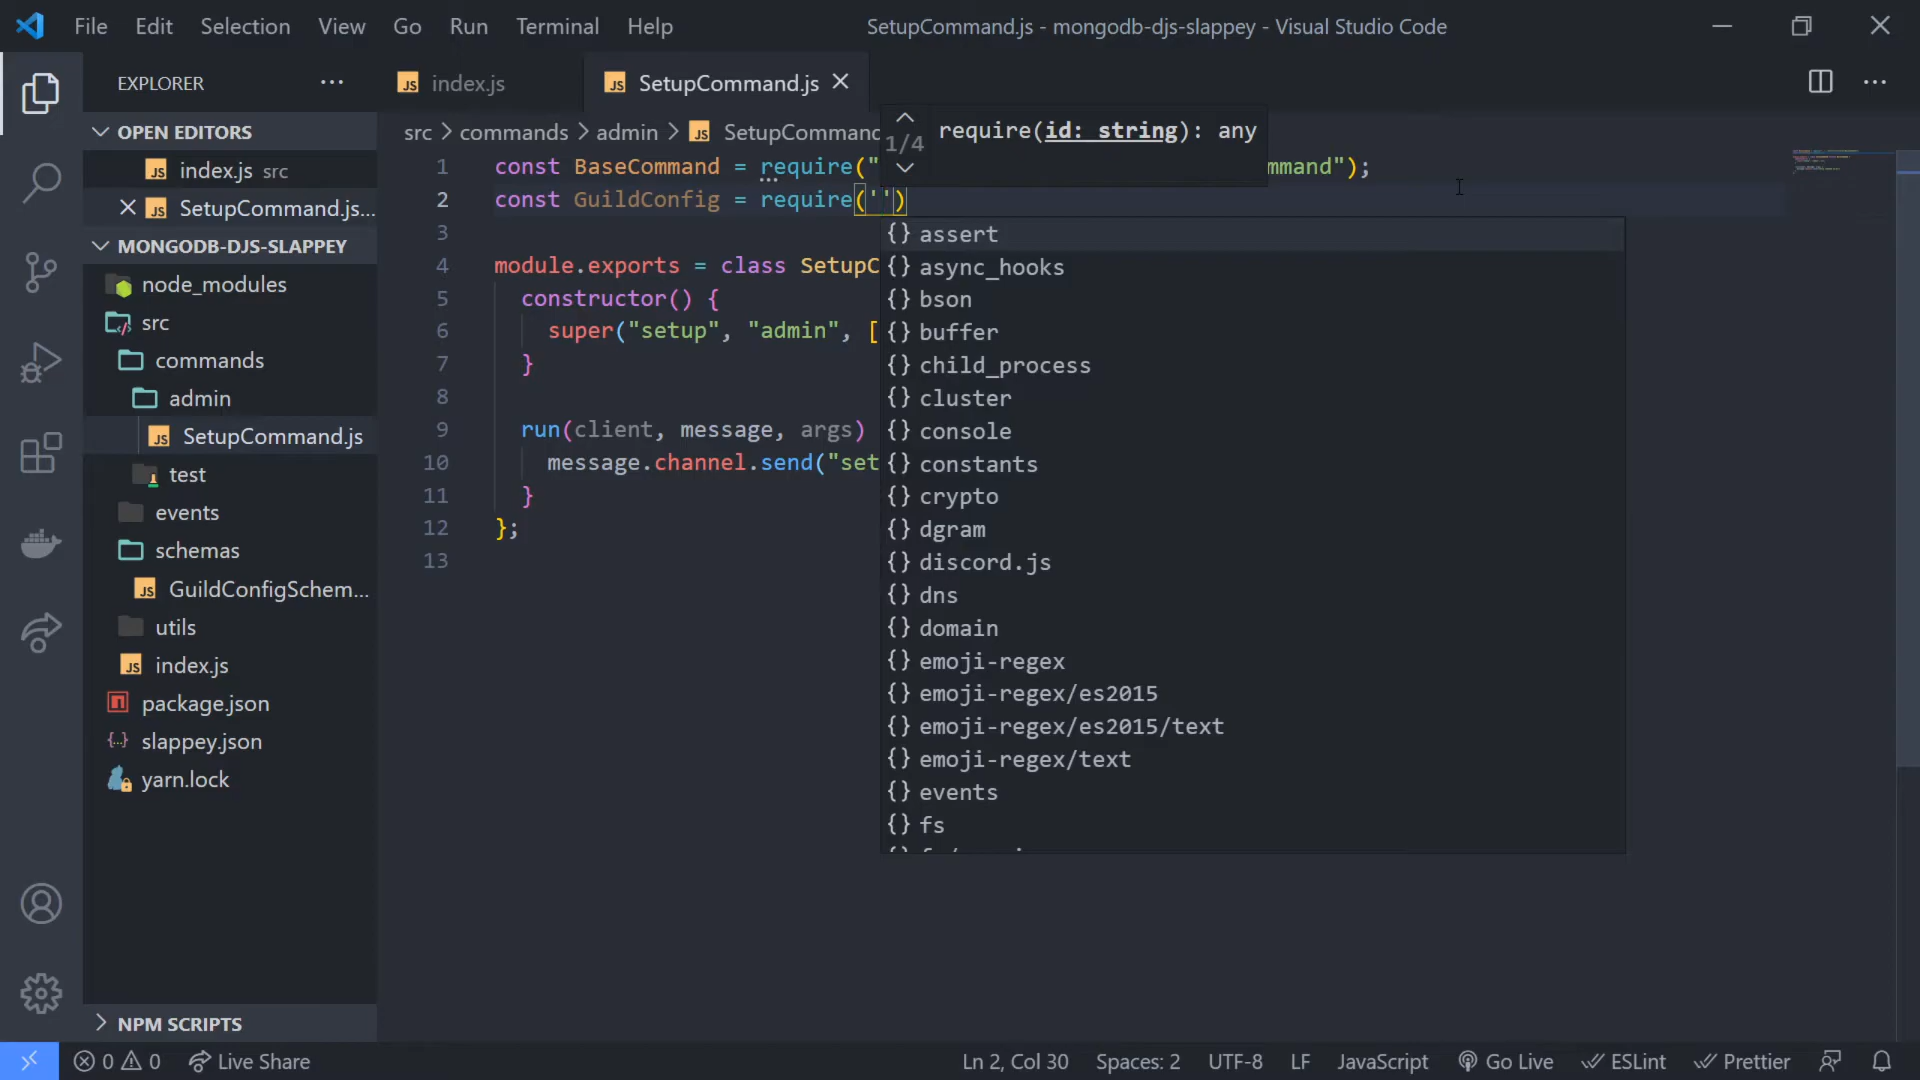 File Edit Selection View Go Run Terminal Help
SetupCommand.js - mongodb-djs-slappey - Visual Studio Code
EXPLORER
index.js
SetupCommand.js
OPEN EDITORS
index.js src
SetupCommand.js...
MONGODB-DJS-SLAPPEY
node_modules
src
commands
admin
SetupCommand.js
test
events
schemas
GuildConfigSchem...
utils
index.js
package.json
slappey.json
yarn.lock
NPM SCRIPTS
src > commands > admin > SetupCommand
1/4
require(id: string): any
1 const BaseCommand = require(" mmand");
2 const GuildConfig = require('')
3
4 module.exports = class SetupC
5 constructor() {
6 super("setup", "admin", [
7 }
8
9 run(client, message, args)
10 message.channel.send("set
11 }
12 };
13
{} assert
{} async_hooks
{} bson
{} buffer
{} child_process
{} cluster
{} console
{} constants
{} crypto
{} dgram
{} discord.js
{} dns
{} domain
{} emoji-regex
{} emoji-regex/es2015
{} emoji-regex/es2015/text
{} emoji-regex/text
{} events
{} fs
0 0 Live Share
Ln 2, Col 30 Spaces: 2 UTF-8 LF JavaScript Go Live ESLint Prettier